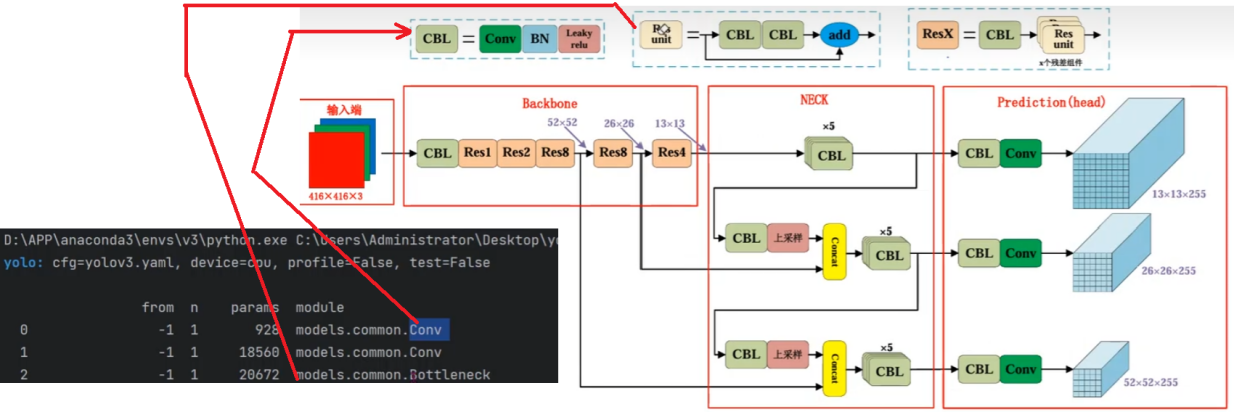 CBL = Conv BN Leaky relu
Res unit = CBL CBL add
ResX = CBL Res unit
x个残差组件
输入端
416×416×3
Backbone
52×52 26×26 13×13
CBL Res1 Res2 Res8 Res8 Res4
NECK
×5
CBL
CBL 上采样 Concat ×5 CBL
CBL 上采样 Concat ×5 CBL
Prediction(head)
CBL Conv
13×13×255
CBL Conv
26×26×255
CBL Conv
52×52×255
D:\APP\anaconda3\envs\v3\python.exe C:\Users\Administrator\Desktop\yo
yolo: cfg=yolov3.yaml, device=cpu, profile=False, test=False
from n params module
0 -1 1 928 models.common.Conv
1 -1 1 18560 models.common.Conv
2 -1 1 20672 models.common.Bottleneck